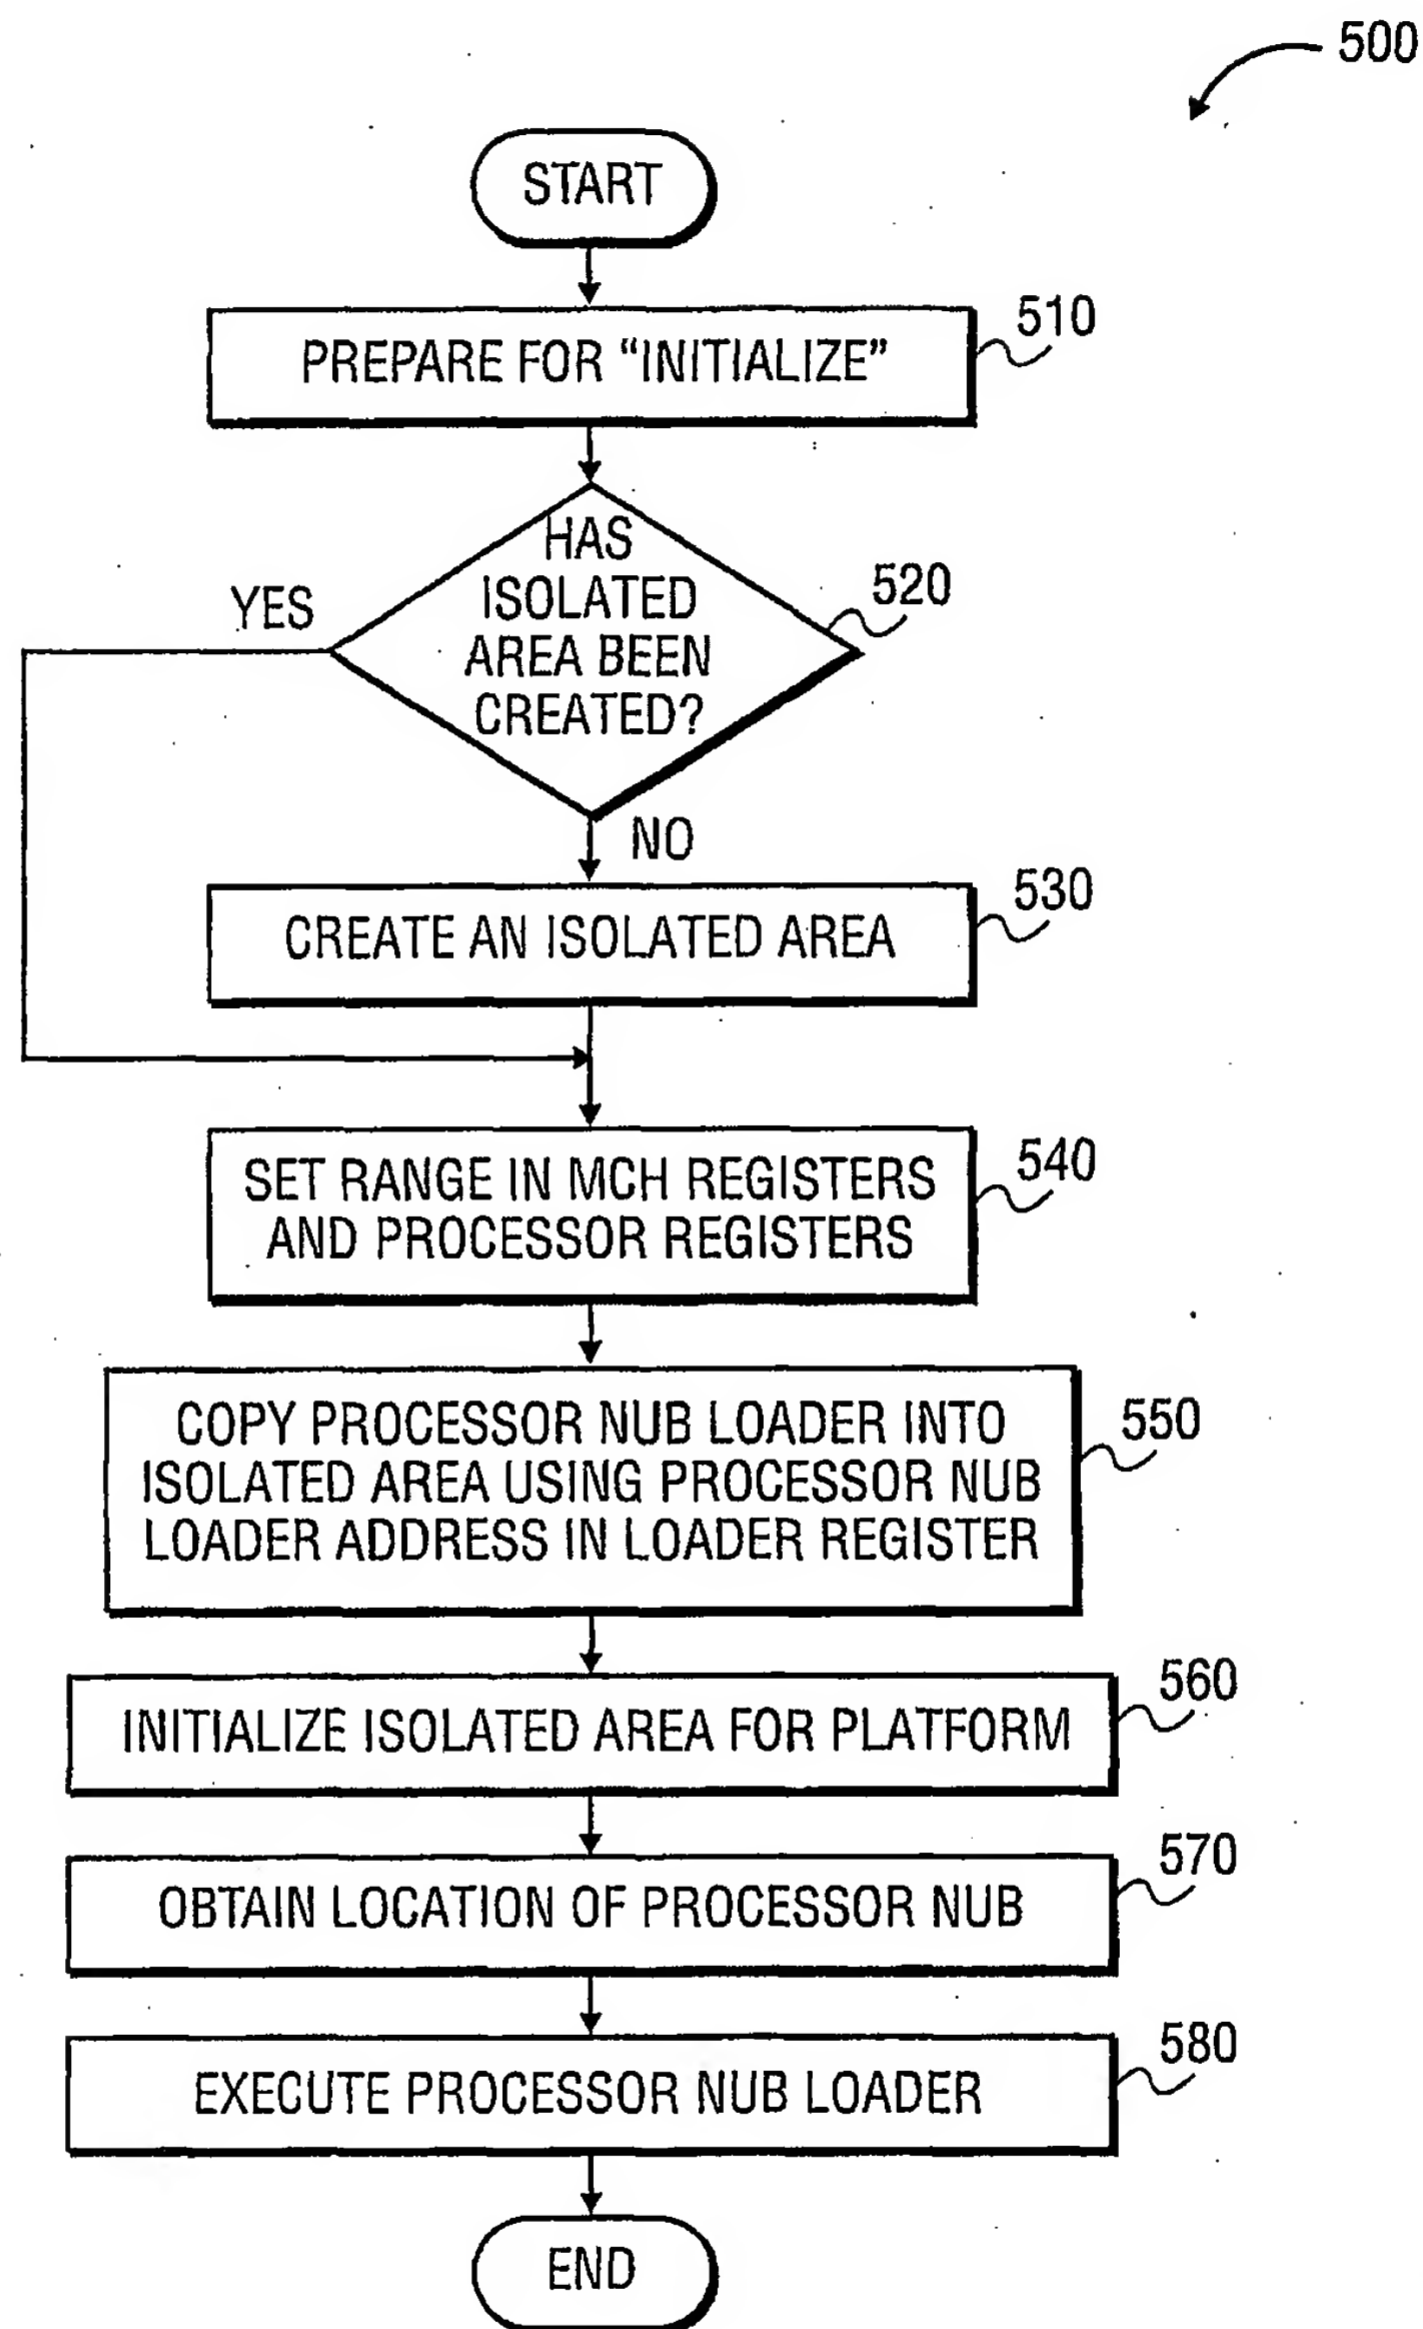 500
START
PREPARE FOR “INITIALIZE”
510
HAS
ISOLATED
AREA BEEN
CREATED?
520
YES
NO
CREATE AN ISOLATED AREA
530
SET RANGE IN MCH REGISTERS
AND PROCESSOR REGISTERS
540
COPY PROCESSOR NUB LOADER INTO
ISOLATED AREA USING PROCESSOR NUB
LOADER ADDRESS IN LOADER REGISTER
550
INITIALIZE ISOLATED AREA FOR PLATFORM
560
OBTAIN LOCATION OF PROCESSOR NUB
570
EXECUTE PROCESSOR NUB LOADER
580
END